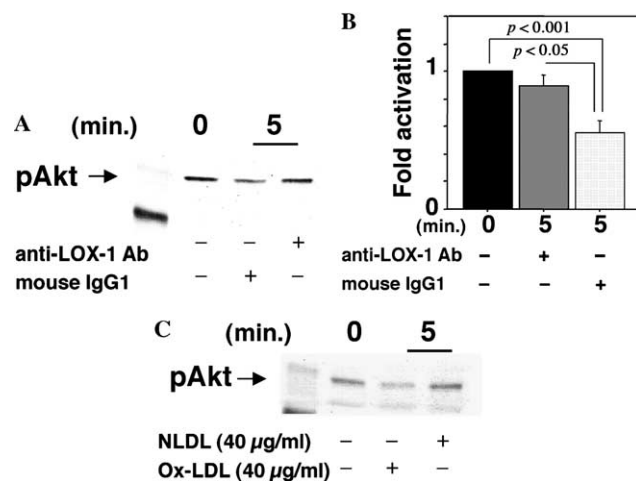 A
(min.) 0 5
pAkt →
anti-LOX-1 Ab – – +
mouse IgG1 – + –
B
p < 0.001
p < 0.05
Fold activation
1
0
(min.) 0 5 5
anti-LOX-1 Ab – + –
mouse IgG1 – – +
C
(min.) 0 5
pAkt →
NLDL (40 µg/ml) – – +
Ox-LDL (40 µg/ml) – + –